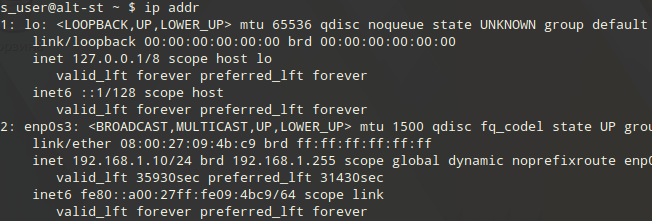 s_user@alt-st ~ $ ip addr
1: lo: <LOOPBACK,UP,LOWER_UP> mtu 65536 qdisc noqueue state UNKNOWN group default
link/loopback 00:00:00:00:00:00 brd 00:00:00:00:00:00
inet 127.0.0.1/8 scope host lo
valid_lft forever preferred_lft forever
inet6 ::1/128 scope host
valid_lft forever preferred_lft forever
2: enp0s3: <BROADCAST,MULTICAST,UP,LOWER_UP> mtu 1500 qdisc fq_codel state UP grou
link/ether 08:00:27:09:4b:c9 brd ff:ff:ff:ff:ff:ff
inet 192.168.1.10/24 brd 192.168.1.255 scope global dynamic noprefixroute enp0
valid_lft 35930sec preferred_lft 31430sec
inet6 fe80::a00:27ff:fe09:4bc9/64 scope link
valid_lft forever preferred_lft forever